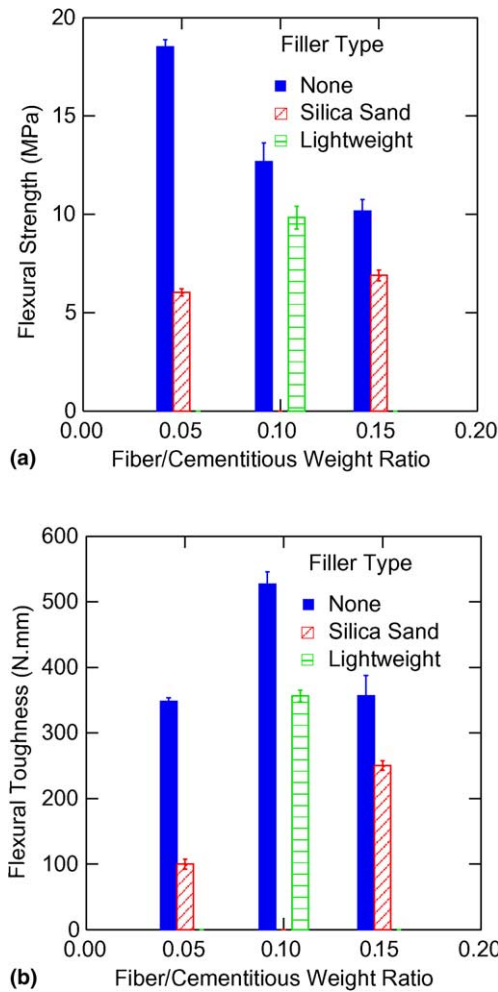 20
15
10
5
0
Flexural Strength (MPa)
Filler Type
None
Silica Sand
Lightweight
0.00
0.05
0.10
0.15
0.20
(a)
Fiber/Cementitious Weight Ratio
600
500
400
300
200
100
0
Flexural Toughness (N.mm)
Filler Type
None
Silica Sand
Lightweight
0.00
0.05
0.10
0.15
0.20
(b)
Fiber/Cementitious Weight Ratio